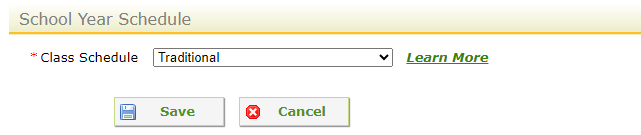 School Year Schedule
* Class Schedule Traditional Learn More
Save Cancel